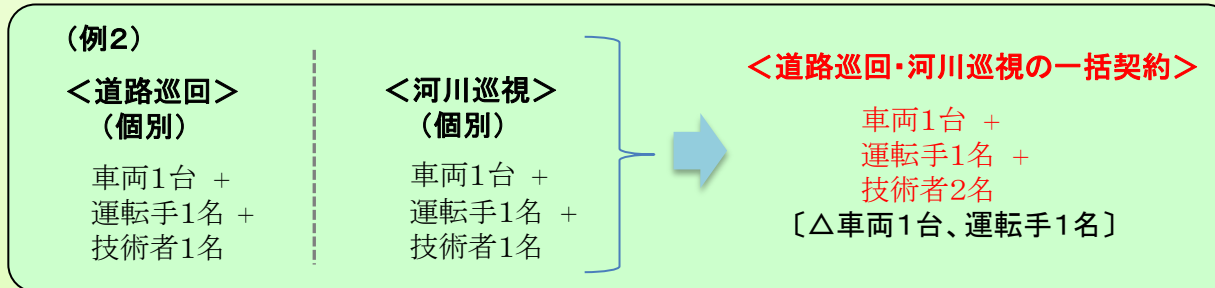 （例２）
＜道路巡回＞
（個別）
車両１台 +
運転手１名 +
技術者１名
＜河川巡視＞
（個別）
車両１台 +
運転手１名 +
技術者１名
＜道路巡回・河川巡視の一括契約＞
車両１台 +
運転手１名 +
技術者２名
〔△車両１台、運転手１名〕